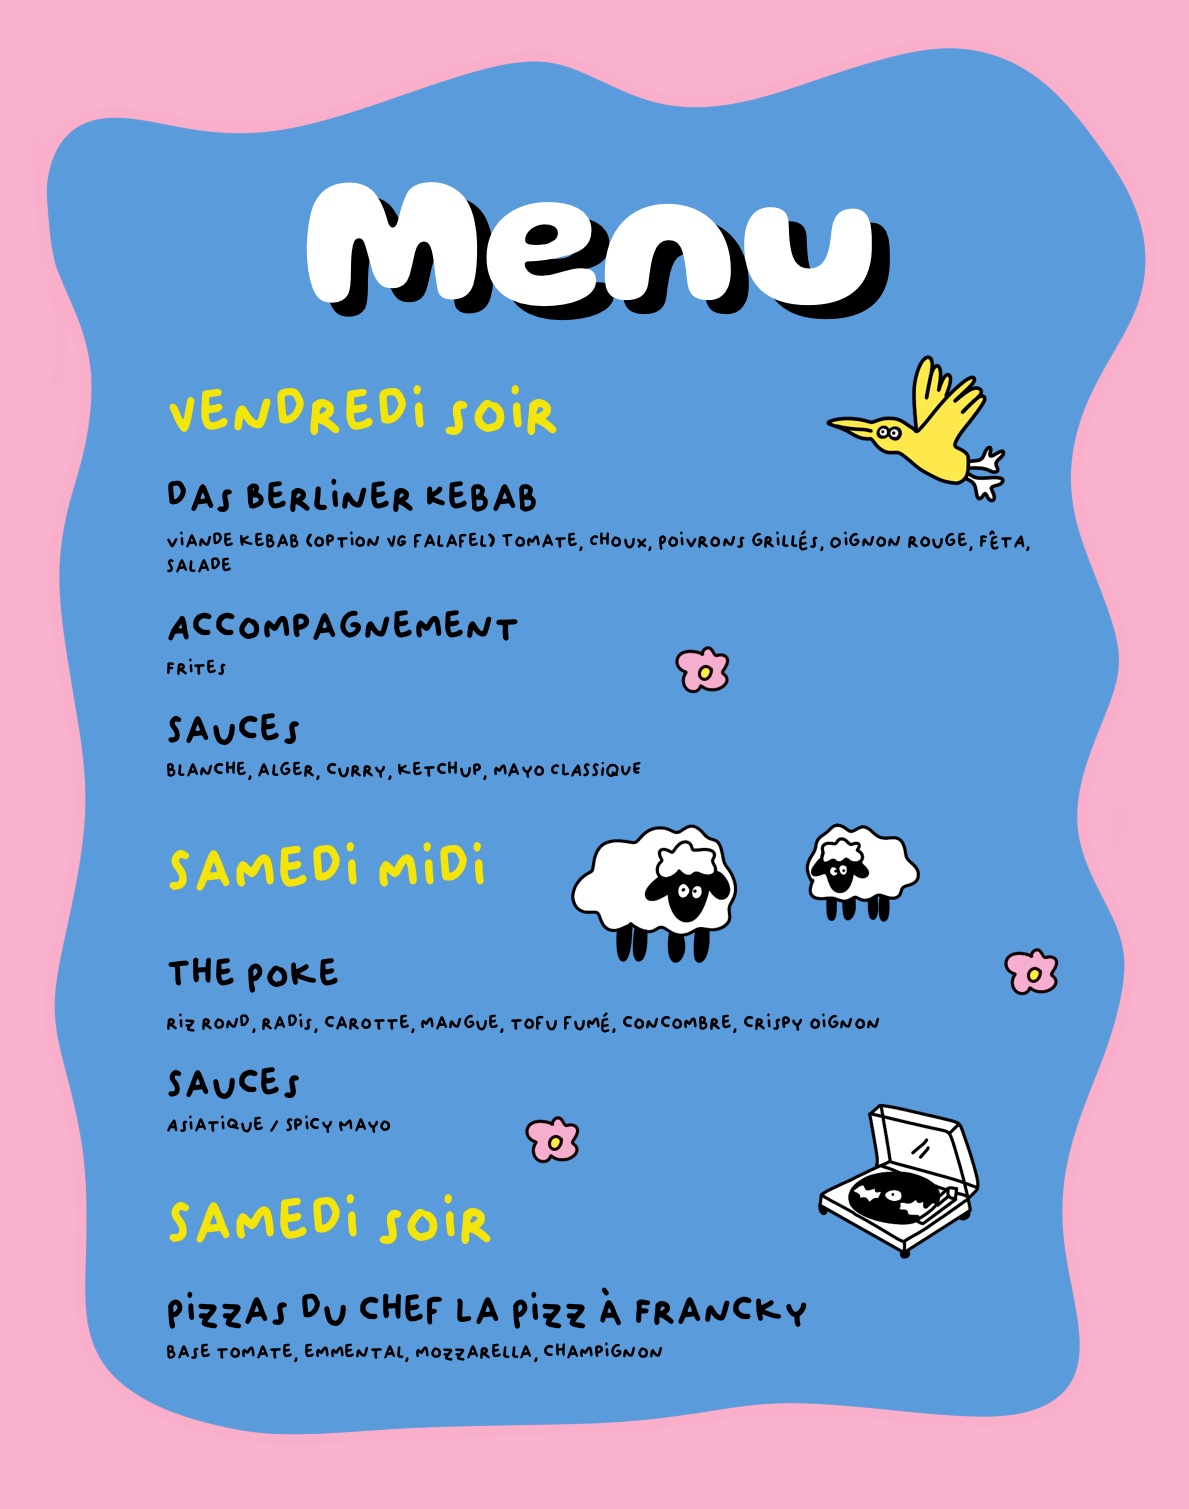 Menu
VENDREDi SOiR
DAS BERLiNER KEBAB
ViANDE KEBAB (OPTiON VG FALAFEL) TOMATE, CHOUX, POiVRONS GRiLLÉS, OiGNON ROUGE, FÊTA,
SALADE
ACCOMPAGNEMENT
FRiTES
SAUCES
BLANCHE, ALGER, CURRY, KETCHUP, MAYO CLASSiQUE
SAMEDi MiDi
THE POKE
RiZ ROND, RADiS, CAROTTE, MANGUE, TOFU FUMÉ, CONCOMBRE, CRiSPY OiGNON
SAUCES
ASiATiQUE / SPiCY MAYO
SAMEDi SOiR
PiZZAS DU CHEF LA PiZZ À FRANCKY
BASE TOMATE, EMMENTAL, MOZZARELLA, CHAMPiGNON